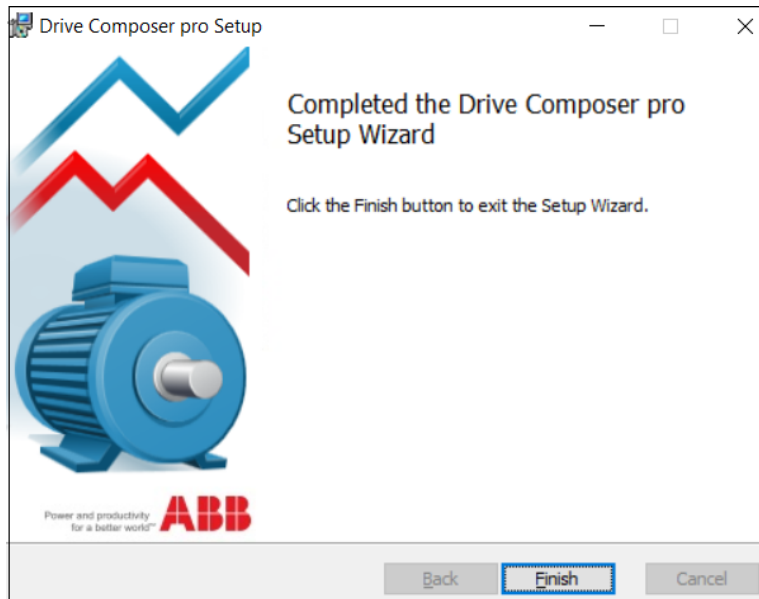 Drive Composer pro Setup
Completed the Drive Composer pro
Setup Wizard
Click the Finish button to exit the Setup Wizard.
Power and productivity
for a better world™
ABB
Back
Finish
Cancel